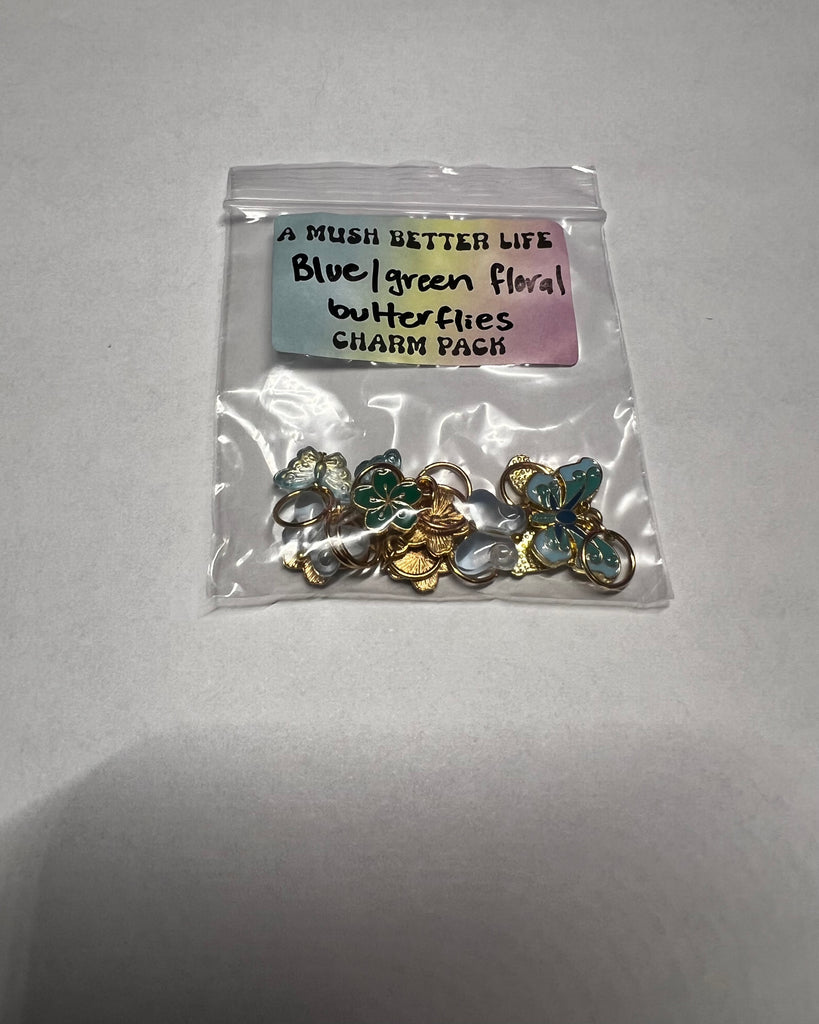 A MUSH BETTER LIFE
Blue/green floral
butterflies
CHARM PACK